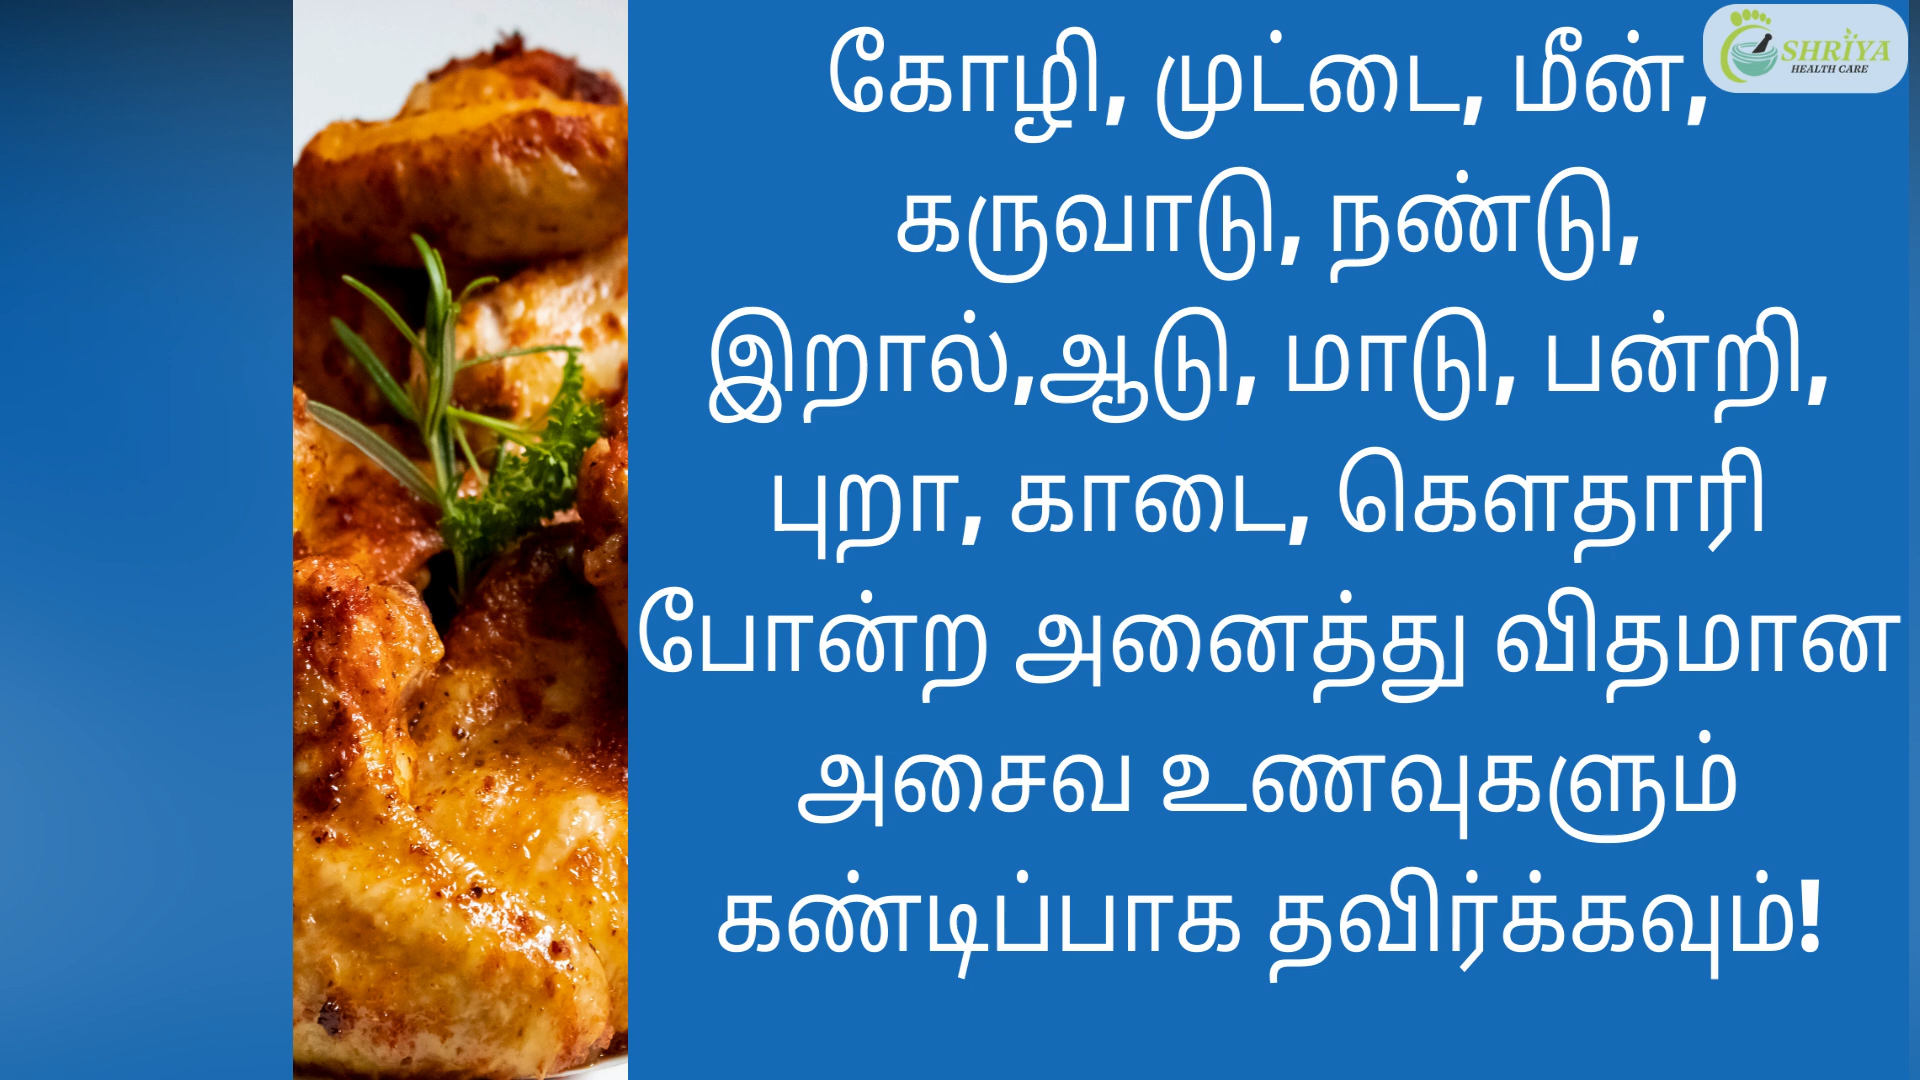 SHRIYA
HEALTH CARE
கோழி, முட்டை, மீன்,
கருவாடு, நண்டு,
இறால்,ஆடு, மாடு, பன்றி,
புறா, காடை, கௌதாரி
போன்ற அனைத்து விதமான
அசைவ உணவுகளும்
கண்டிப்பாக தவிர்க்கவும்!